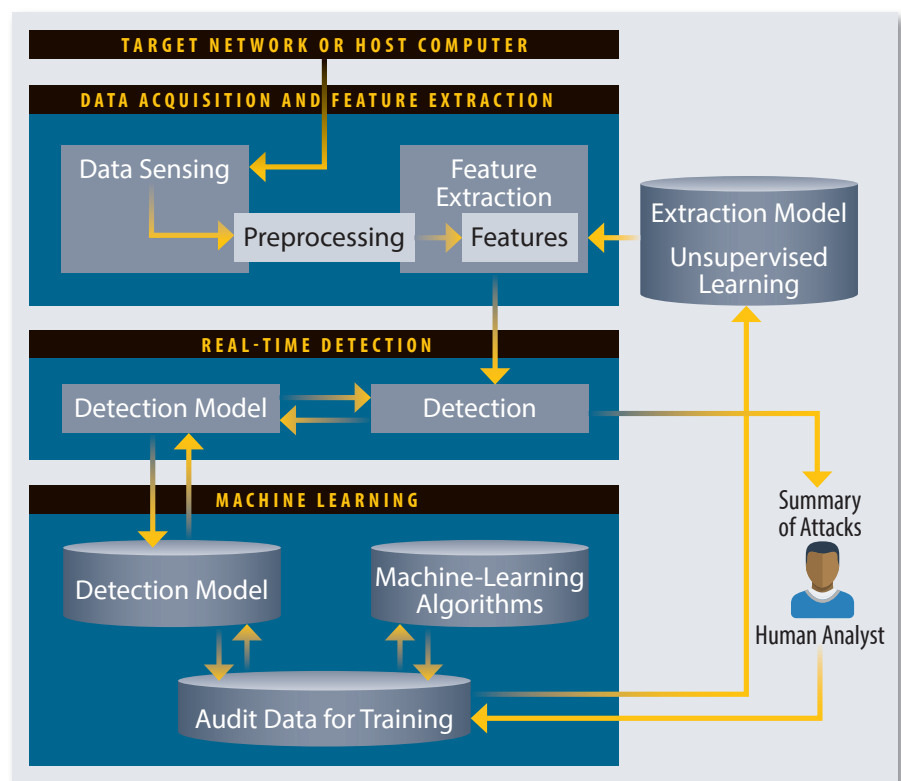 TARGET NETWORK OR HOST COMPUTER
DATA ACQUISITION AND FEATURE EXTRACTION
Data Sensing
Feature
Extraction
Preprocessing
Features
Extraction Model
Unsupervised
Learning
REAL-TIME DETECTION
Detection Model
Detection
MACHINE LEARNING
Detection Model
Machine-Learning
Algorithms
Audit Data for Training
Summary
of Attacks
Human Analyst